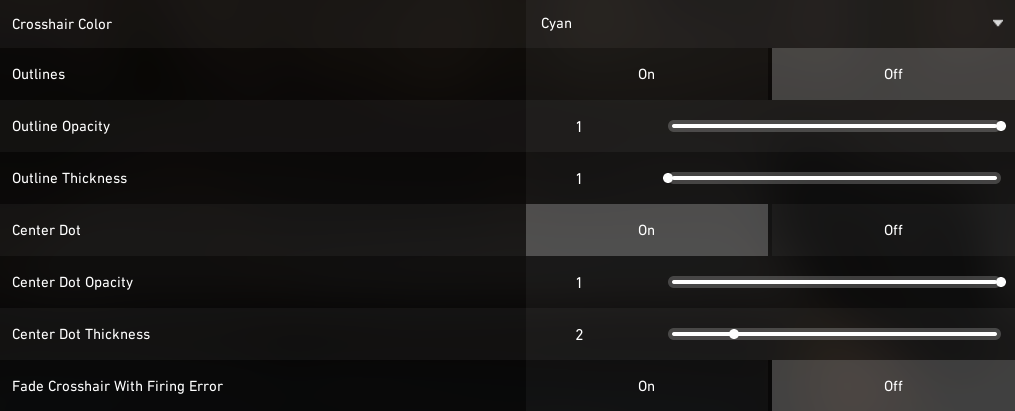 Crosshair Color Cyan
Outlines On Off
Outline Opacity 1
Outline Thickness 1
Center Dot On Off
Center Dot Opacity 1
Center Dot Thickness 2
Fade Crosshair With Firing Error On Off